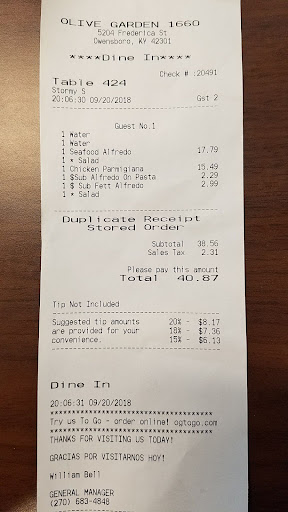 OLIVE GARDEN 1660
5204 Frederica St
Owensboro, KY 42301
****Dine In****
Check # :20491
Table 424
Stormy S
20:06:30 09/20/2018 Gst 2
Guest No.1
1 Water
1 Water
1 Seafood Alfredo 17.79
1 * Salad
1 Chicken Parmigiana 15.49
1 $Sub Alfredo On Pasta 2.29
1 $ Sub Fett Alfredo 2.99
1 * Salad
Duplicate Receipt
Stored Order
Subtotal 38.56
Sales Tax 2.31
Please pay this amount
Total 40.87
Tip Not Included
Suggested tip amounts 20% - $8.17
are provided for your 18% - $7.36
convenience. 15% - $6.13
Dine In
20:06:31 09/20/2018
**************************************
Try us To Go - order online! ogtogo.com
**************************************
THANKS FOR VISITING US TODAY!
GRACIAS POR VISITARNOS HOY!
William Bell
GENERAL MANAGER
(270) 683-4848